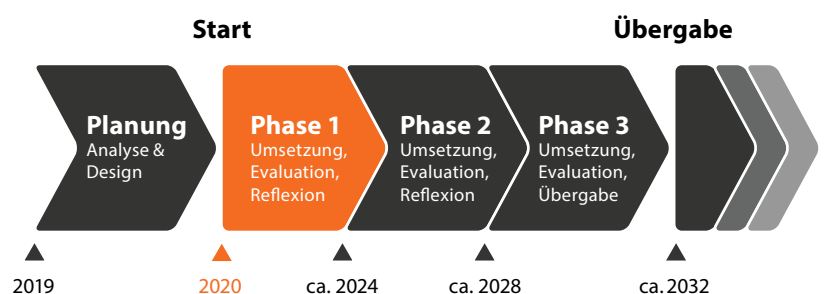 Start
Übergabe
Planung
Analyse &
Design
Phase 1
Umsetzung,
Evaluation,
Reflexion
Phase 2
Umsetzung,
Evaluation,
Reflexion
Phase 3
Umsetzung,
Evaluation,
Übergabe
2019
2020
ca. 2024
ca. 2028
ca. 2032